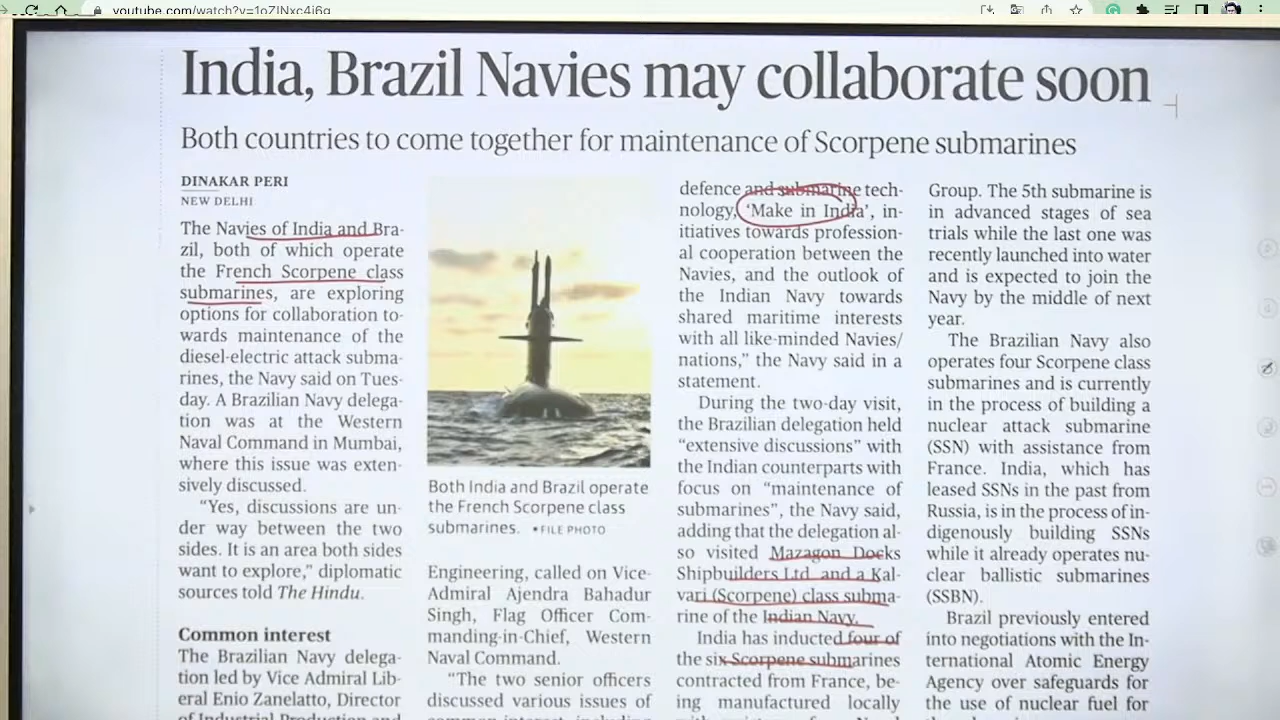 youtube.com/watch?v=1oZINxc4i6g
India, Brazil Navies may collaborate soon
Both countries to come together for maintenance of Scorpene submarines
DINAKAR PERI
NEW DELHI
The Navies of India and Bra-
zil, both of which operate
the French Scorpene class
submarines, are exploring
options for collaboration to-
wards maintenance of the
diesel-electric attack subma-
rines, the Navy said on Tues-
day. A Brazilian Navy delega-
tion was at the Western
Naval Command in Mumbai,
where this issue was exten-
sively discussed.
“Yes, discussions are un-
der way between the two
sides. It is an area both sides
want to explore,” diplomatic
sources told The Hindu.
Common interest
The Brazilian Navy delega-
tion led by Vice Admiral Lib-
eral Enio Zanelatto, Director
of Industrial Production and
Both India and Brazil operate
the French Scorpene class
submarines. •FILE PHOTO
Engineering, called on Vice-
Admiral Ajendra Bahadur
Singh, Flag Officer Com-
manding-in-Chief, Western
Naval Command.
“The two senior officers
discussed various issues of
common interest, including
defence and submarine tech-
nology, ‘Make in India’, in-
itiatives towards profession-
al cooperation between the
Navies, and the outlook of
the Indian Navy towards
shared maritime interests
with all like-minded Navies/
nations,” the Navy said in a
statement.
During the two-day visit,
the Brazilian delegation held
“extensive discussions” with
the Indian counterparts with
focus on “maintenance of
submarines”, the Navy said,
adding that the delegation al-
so visited Mazagon Docks
Shipbuilders Ltd and a Kal-
vari (Scorpene) class subma-
rine of the Indian Navy.
India has inducted four of
the six Scorpene submarines
contracted from France, be-
ing manufactured locally
Group. The 5th submarine is
in advanced stages of sea
trials while the last one was
recently launched into water
and is expected to join the
Navy by the middle of next
year.
The Brazilian Navy also
operates four Scorpene class
submarines and is currently
in the process of building a
nuclear attack submarine
(SSN) with assistance from
France. India, which has
leased SSNs in the past from
Russia, is in the process of in-
digenously building SSNs
while it already operates nu-
clear ballistic submarines
(SSBN).
Brazil previously entered
into negotiations with the In-
ternational Atomic Energy
Agency over safeguards for
the use of nuclear fuel for